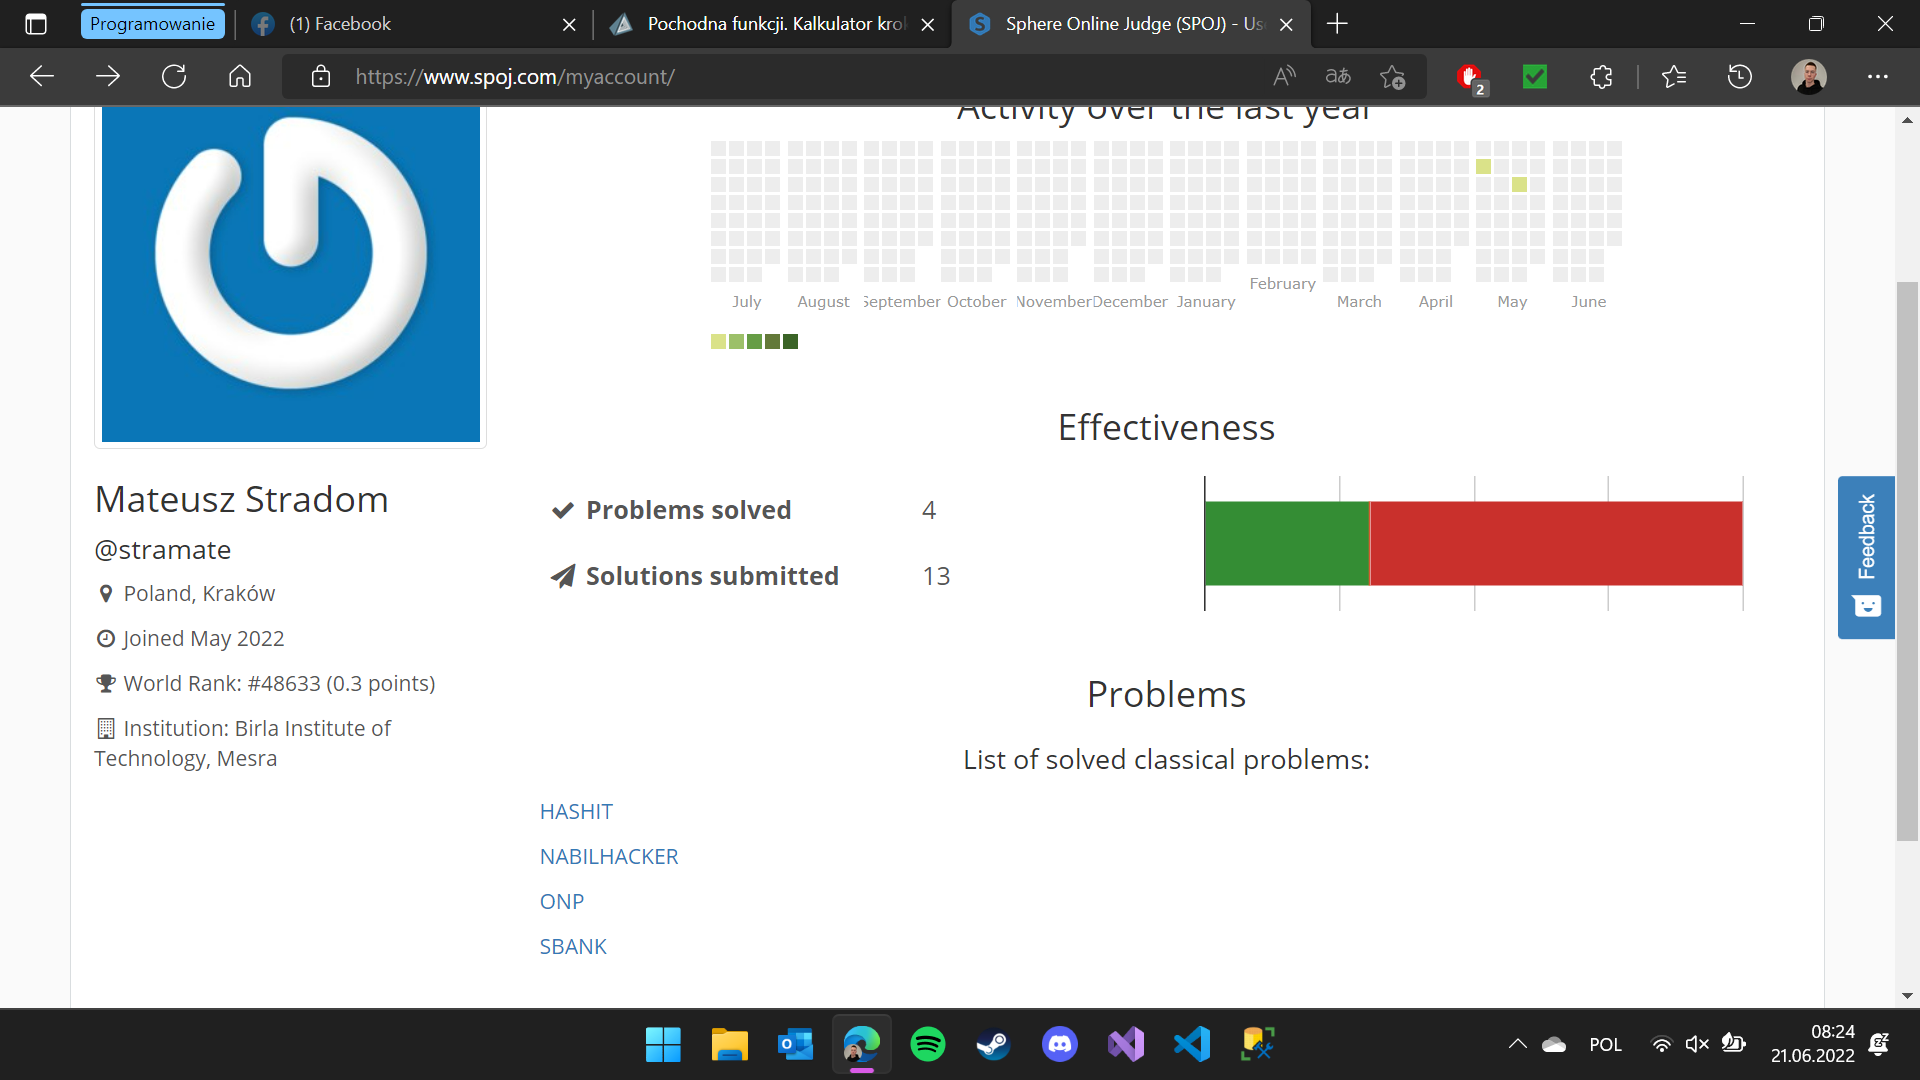 Programowanie
(1) Facebook
Pochodna funkcji. Kalkulator kro
Sphere Online Judge (SPOJ) - Us
https://www.spoj.com/myaccount/
2
Activity over the last year
July
August
September
October
November
December
January
February
March
April
May
June
Effectiveness
Problems solved 4
Solutions submitted 13
Mateusz Stradom
@stramate
Poland, Kraków
Joined May 2022
World Rank: #48633 (0.3 points)
Institution: Birla Institute of
Technology, Mesra
Problems
List of solved classical problems:
HASHIT
NABILHACKER
ONP
SBANK
Feedback
POL
08:24
21.06.2022